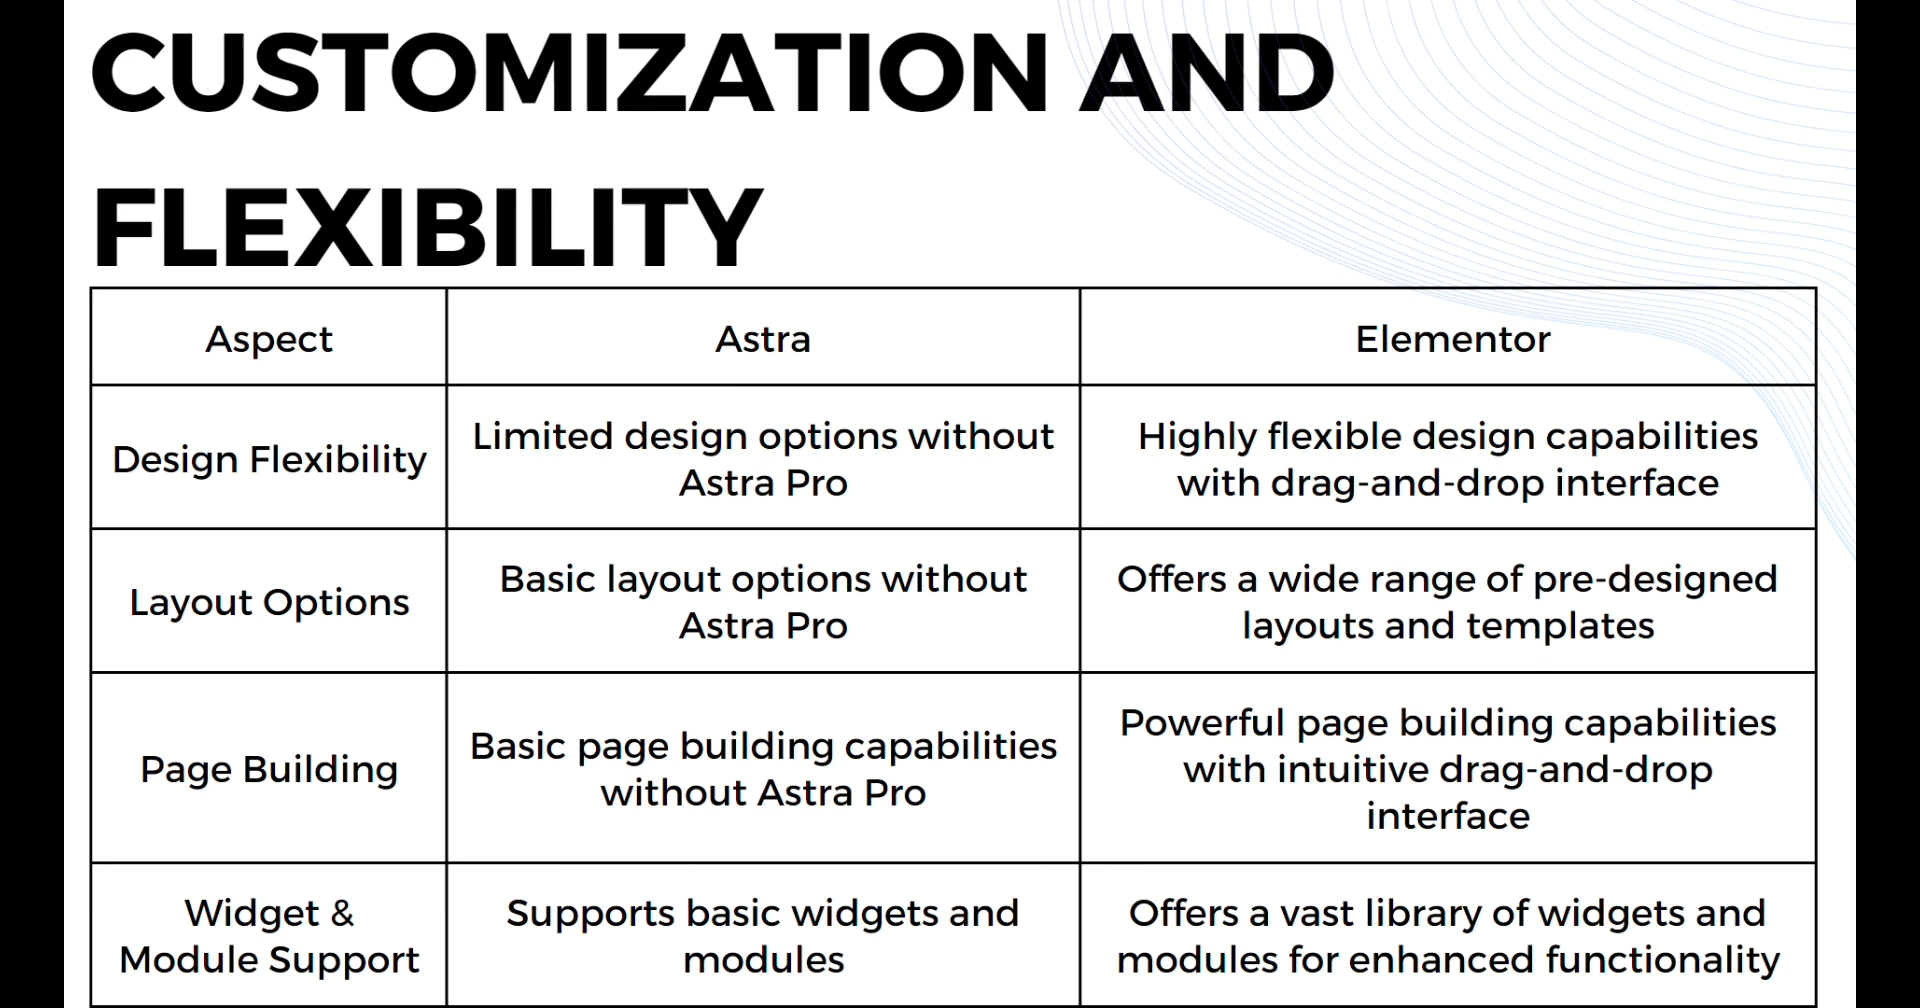 CUSTOMIZATION AND
FLEXIBILITY
Aspect
Astra
Elementor
Design Flexibility
Limited design options without
Astra Pro
Highly flexible design capabilities
with drag-and-drop interface
Layout Options
Basic layout options without
Astra Pro
Offers a wide range of pre-designed
layouts and templates
Page Building
Basic page building capabilities
without Astra Pro
Powerful page building capabilities
with intuitive drag-and-drop
interface
Widget &
Module Support
Supports basic widgets and
modules
Offers a vast library of widgets and
modules for enhanced functionality